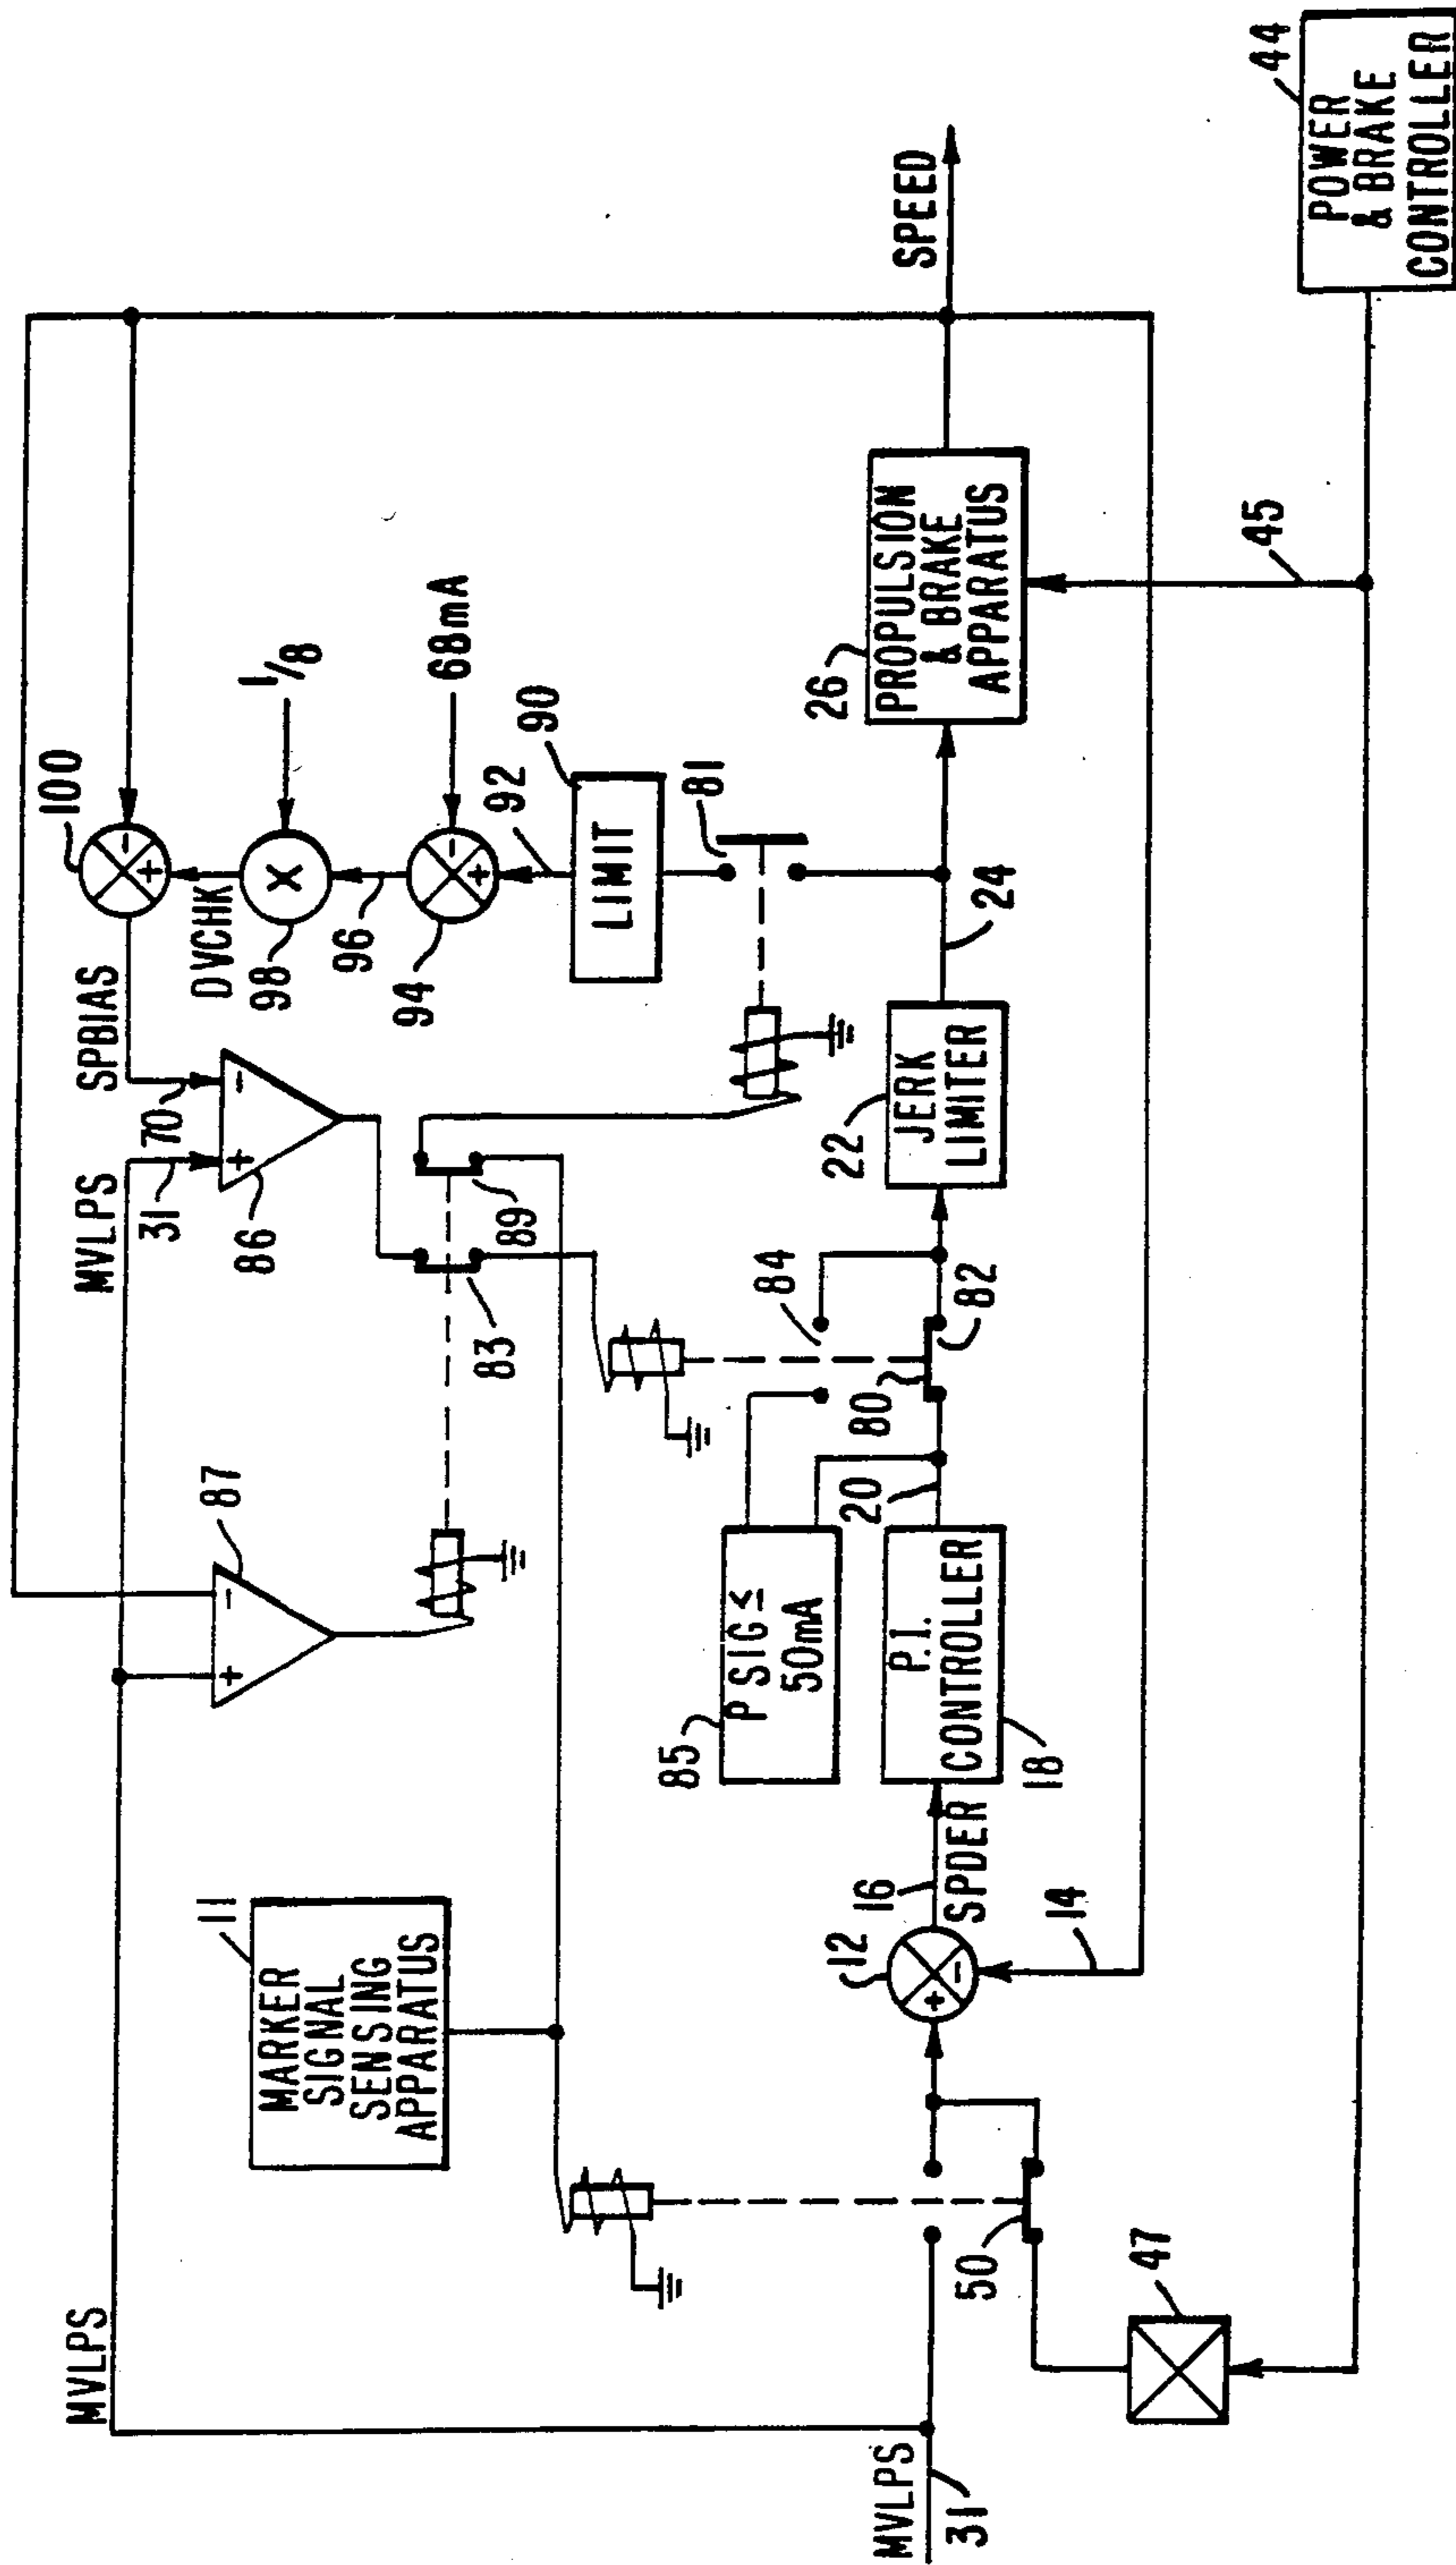 MVLPS
MVLPS
31
MARKER
SIGNAL
SENSING
APPARATUS
11
+
-
87
MVLPS
31
SPBIAS
70
+
-
86
83
89
100
-
+
DVCHK
98
X
1/8
96
94
-
+
68mA
92
90
LIMIT
81
SPEED
85
P SIG ≤
50mA
84
80
82
50
47
12
+
-
14
16
SPDER
P.I.
CONTROLLER
18
20
22
JERK
LIMITER
24
26
PROPULSION
& BRAKE
APPARATUS
45
44
POWER
& BRAKE
CONTROLLER